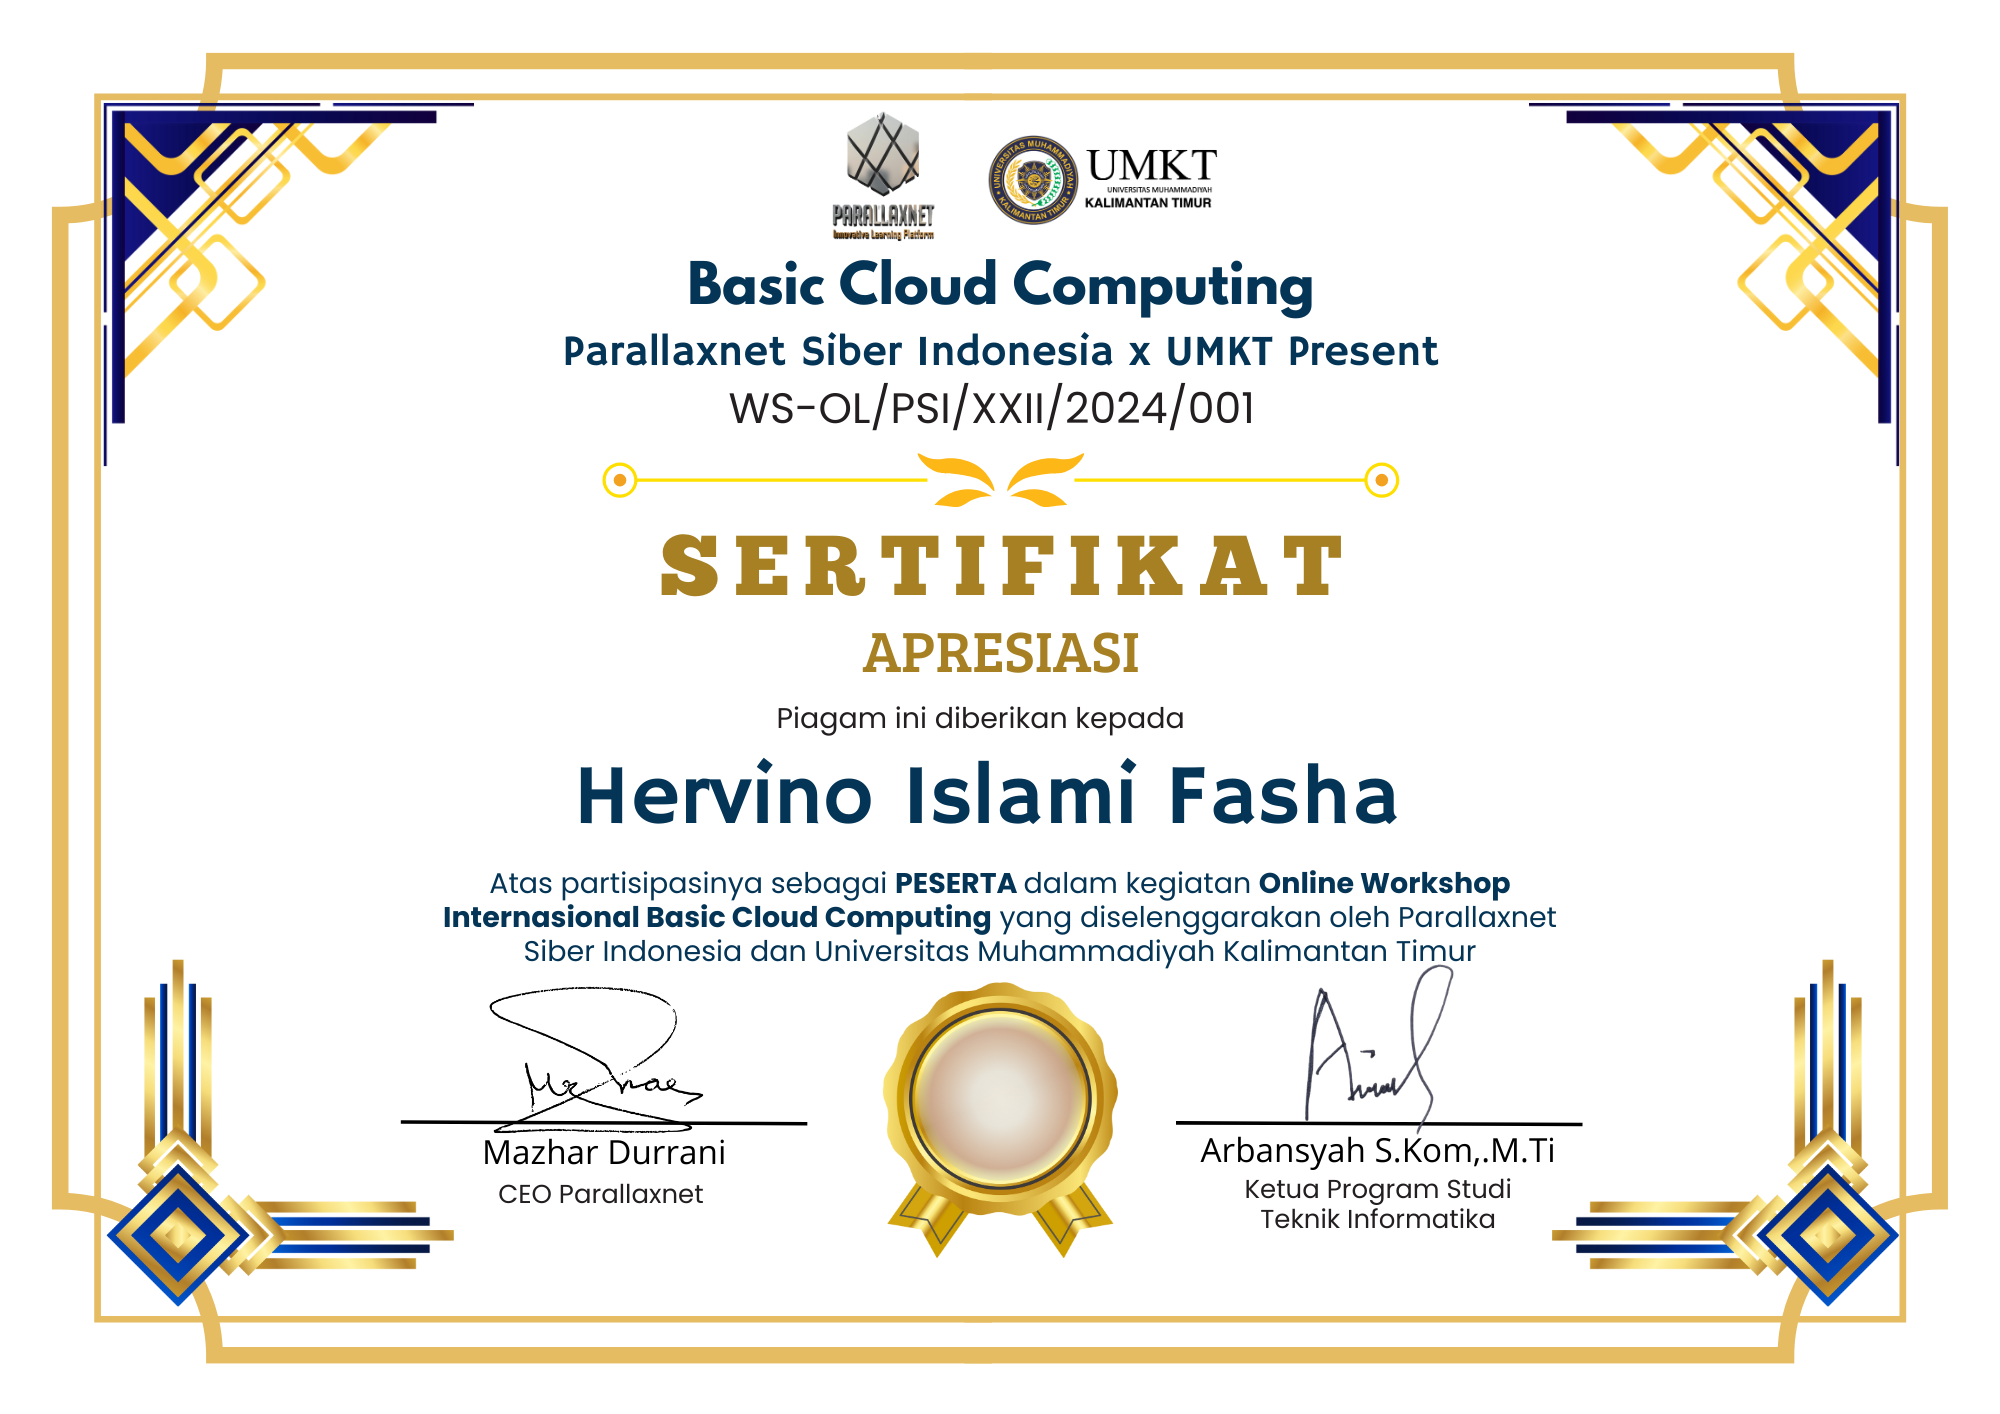 PARALLAXNET
Innovative Learning Platform
UNIVERSITAS MUHAMMADIYAH
KALIMANTAN TIMUR
UMKT
UNIVERSITAS MUHAMMADIYAH
KALIMANTAN TIMUR
Basic Cloud Computing
Parallaxnet Siber Indonesia x UMKT Present
WS-OL/PSI/XXII/2024/001
SERTIFIKAT
APRESIASI
Piagam ini diberikan kepada
Hervino Islami Fasha
Atas partisipasinya sebagai PESERTA dalam kegiatan Online Workshop
Internasional Basic Cloud Computing yang diselenggarakan oleh Parallaxnet
Siber Indonesia dan Universitas Muhammadiyah Kalimantan Timur
Mazhar Durrani
CEO Parallaxnet
Arbansyah S.Kom,.M.Ti
Ketua Program Studi
Teknik Informatika